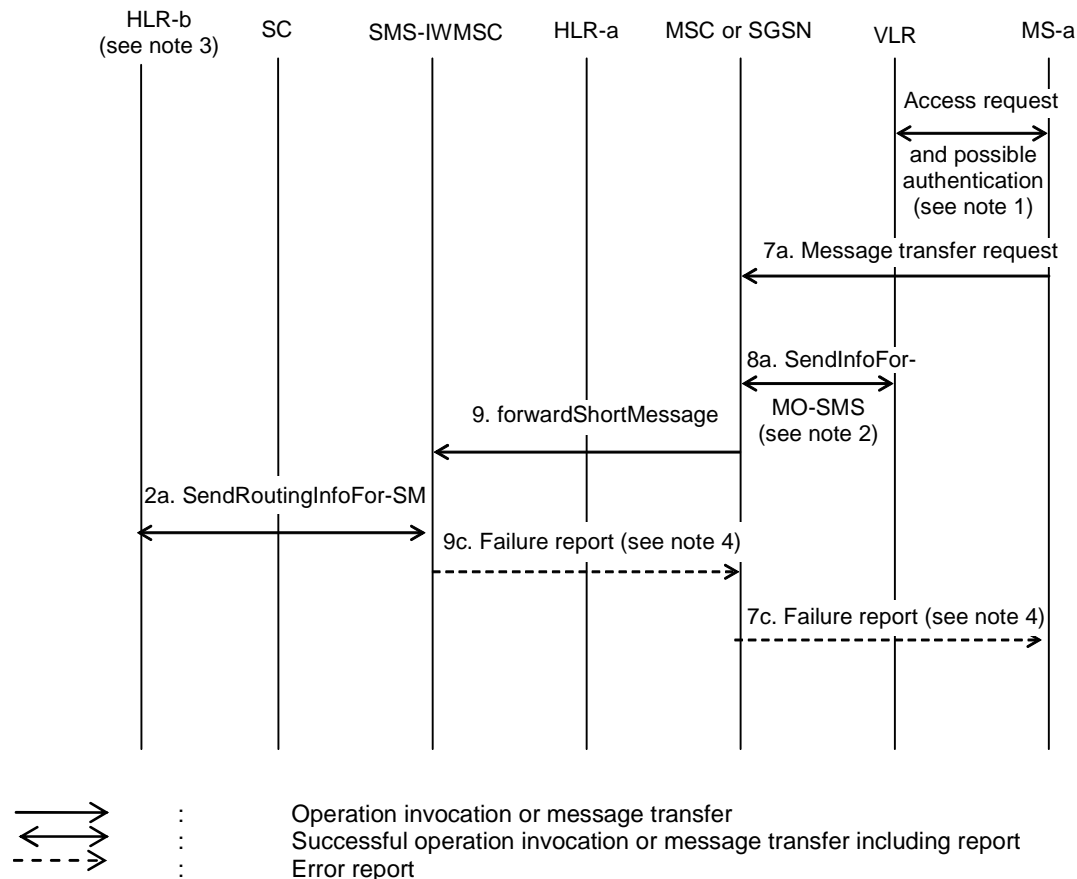 HLR-b
(see note 3)
SC
SMS-IWMSC
HLR-a
MSC or SGSN
VLR
MS-a
Access request
and possible
authentication
(see note 1)
7a. Message transfer request
8a. SendInfoFor-
MO-SMS
(see note 2)
9. forwardShortMessage
2a. SendRoutingInfoFor-SM
9c. Failure report (see note 4)
7c. Failure report (see note 4)
: Operation invocation or message transfer
: Successful operation invocation or message transfer including report
: Error report